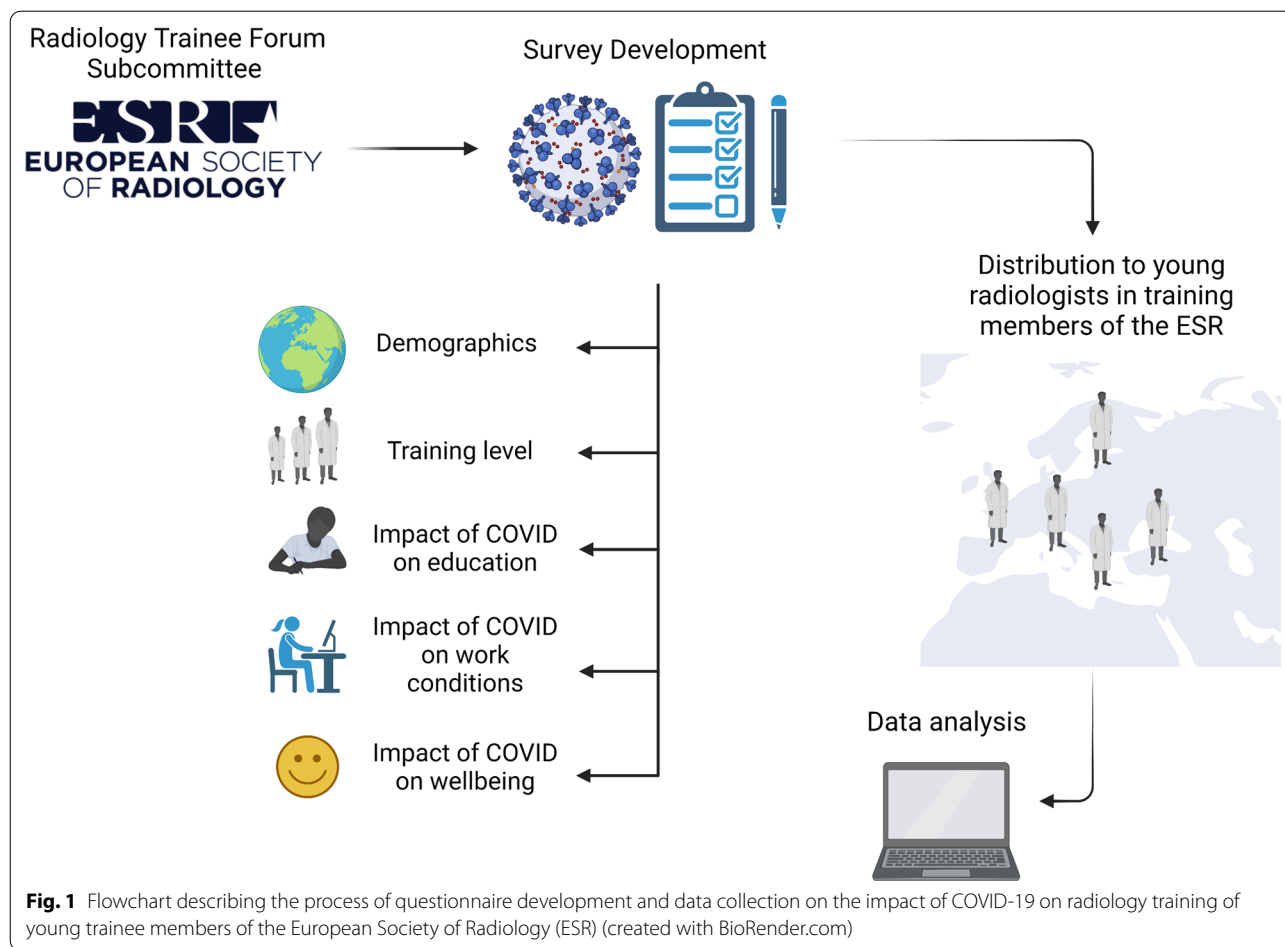 Radiology Trainee Forum
Subcommittee
ESR
EUROPEAN SOCIETY
OF RADIOLOGY
Survey Development
Distribution to young
radiologists in training
members of the ESR
Demographics
Training level
Impact of COVID
on education
Impact of COVID
on work
conditions
Impact of COVID
on wellbeing
Data analysis
Fig. 1 Flowchart describing the process of questionnaire development and data collection on the impact of COVID-19 on radiology training of
young trainee members of the European Society of Radiology (ESR) (created with BioRender.com)